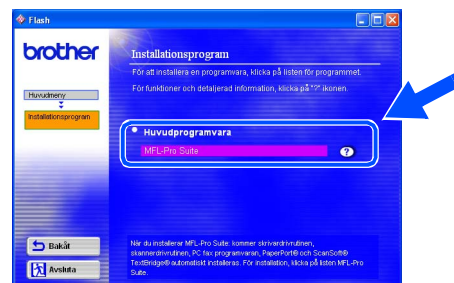 Flash
brother
Installationsprogram
För att installera en programvara, klicka på listen för programmet.
För funktioner och detaljerad information, klicka på "?" ikonen.
Huvudmeny
Installationsprogram
Huvudprogramvara
MFL-Pro Suite
?
Bakåt
Avsluta
När du installerar MFL-Pro Suite: kommer skrivardrivrutinen,
skannerdrivrutinen, PC fax programvaran, PaperPort® och ScanSoft®
TextBridge® automatiskt installeras. För installation, klicka på listen MFL-Pro
Suite.